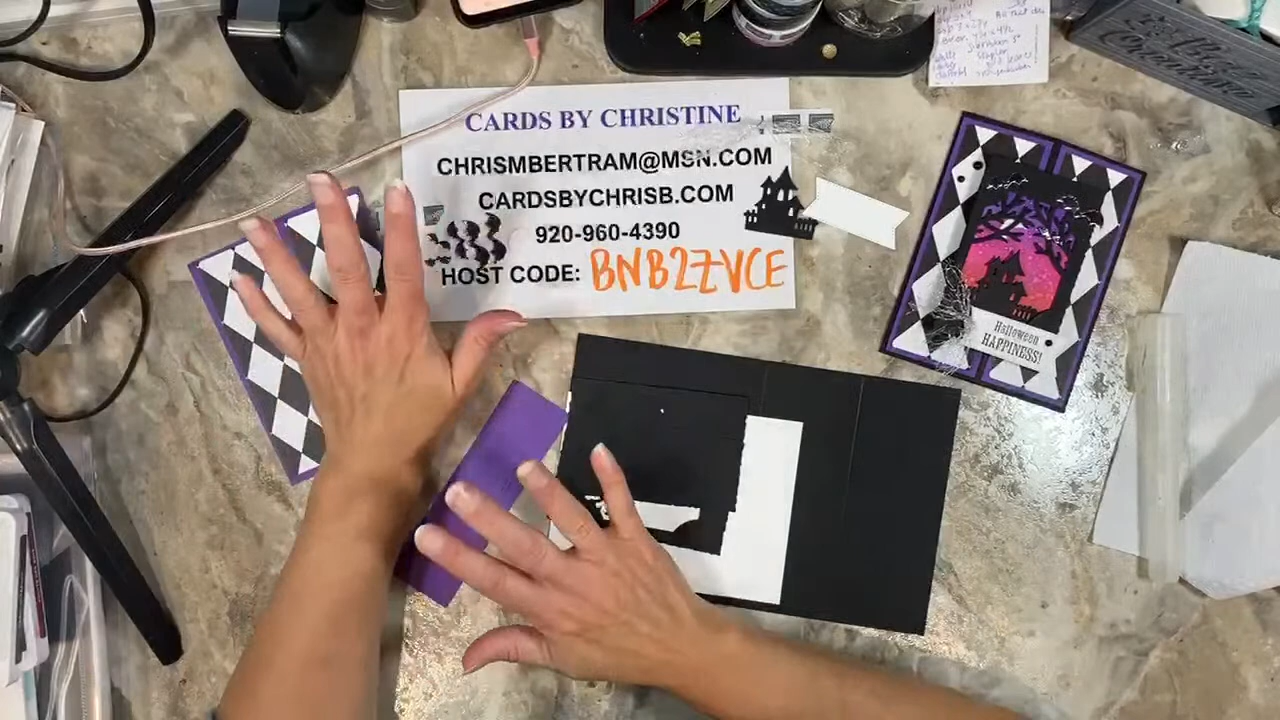 CARDS BY CHRISTINE
CHRISMBERTRAM@MSN.COM
CARDSBYCHRISB.COM
920-960-4390
HOST CODE: BNB2ZVCE
Halloween
HAPPINESS!